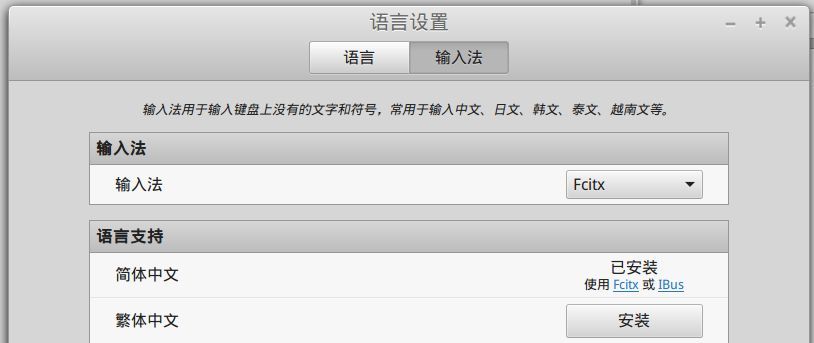 语言设置
语言 输入法
输入法用于输入键盘上没有的文字和符号，常用于输入中文、日文、韩文、泰文、越南文等。
输入法
输入法 Fcitx
语言支持
简体中文 已安装
使用 Fcitx 或 IBus
繁体中文 安装